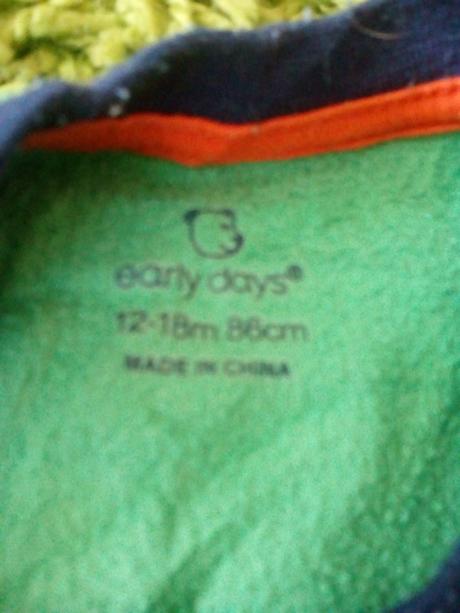 early days®
12-18m 86cm
MADE IN CHINA